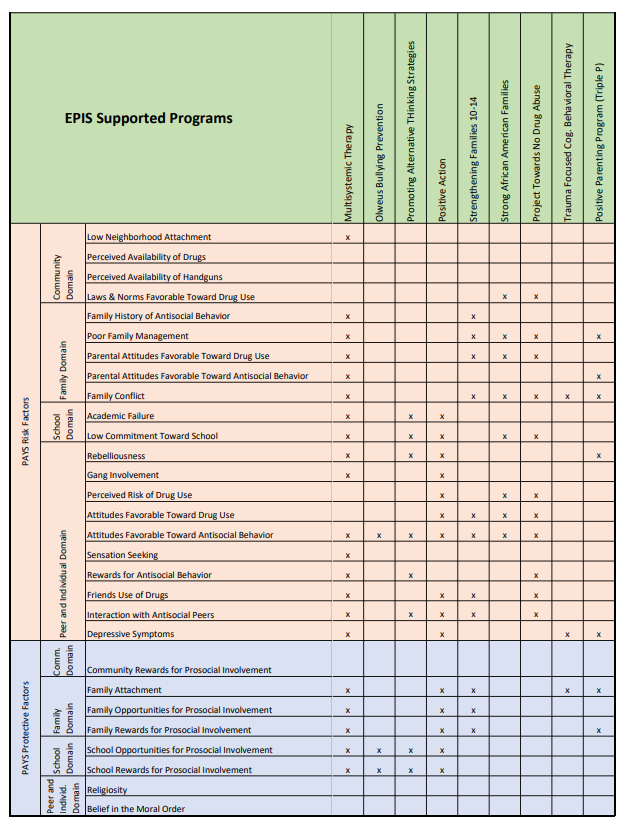 EPIS Supported Programs
Multisystemic Therapy
Olweus Bullying Prevention
Promoting Alternative THinking Strategies
Positive Action
Strengthening Families 10-14
Strong African American Families
Project Towards No Drug Abuse
Trauma Focused Cog. Behavioral Therapy
Positive Parenting Program (Triple P)
PAYS Risk Factors
Community
Domain
Low Neighborhood Attachment x
Perceived Availability of Drugs
Perceived Availability of Handguns
Laws & Norms Favorable Toward Drug Use x x
Family Domain
Family History of Antisocial Behavior x x
Poor Family Management x x x x x
Parental Attitudes Favorable Toward Drug Use x x x x
Parental Attitudes Favorable Toward Antisocial Behavior x x
Family Conflict x x x x x x
School
Domain
Academic Failure x x x
Low Commitment Toward School x x x x x
Peer and Individual Domain
Rebelliousness x x x x
Gang Involvement x x
Perceived Risk of Drug Use x x x
Attitudes Favorable Toward Drug Use x x x x
Attitudes Favorable Toward Antisocial Behavior x x x x x x x
Sensation Seeking x
Rewards for Antisocial Behavior x x x
Friends Use of Drugs x x x x
Interaction with Antisocial Peers x x x x x
Depressive Symptoms x x x x
PAYS Protective Factors
Comm.
Domain
Community Rewards for Prosocial Involvement
Family
Domain
Family Attachment x x x x x
Family Opportunities for Prosocial Involvement x x x
Family Rewards for Prosocial Involvement x x x x
School
Domain
School Opportunities for Prosocial Involvement x x x x
School Rewards for Prosocial Involvement x x x x
Peer and
Individ.
Domain
Religiosity
Belief in the Moral Order